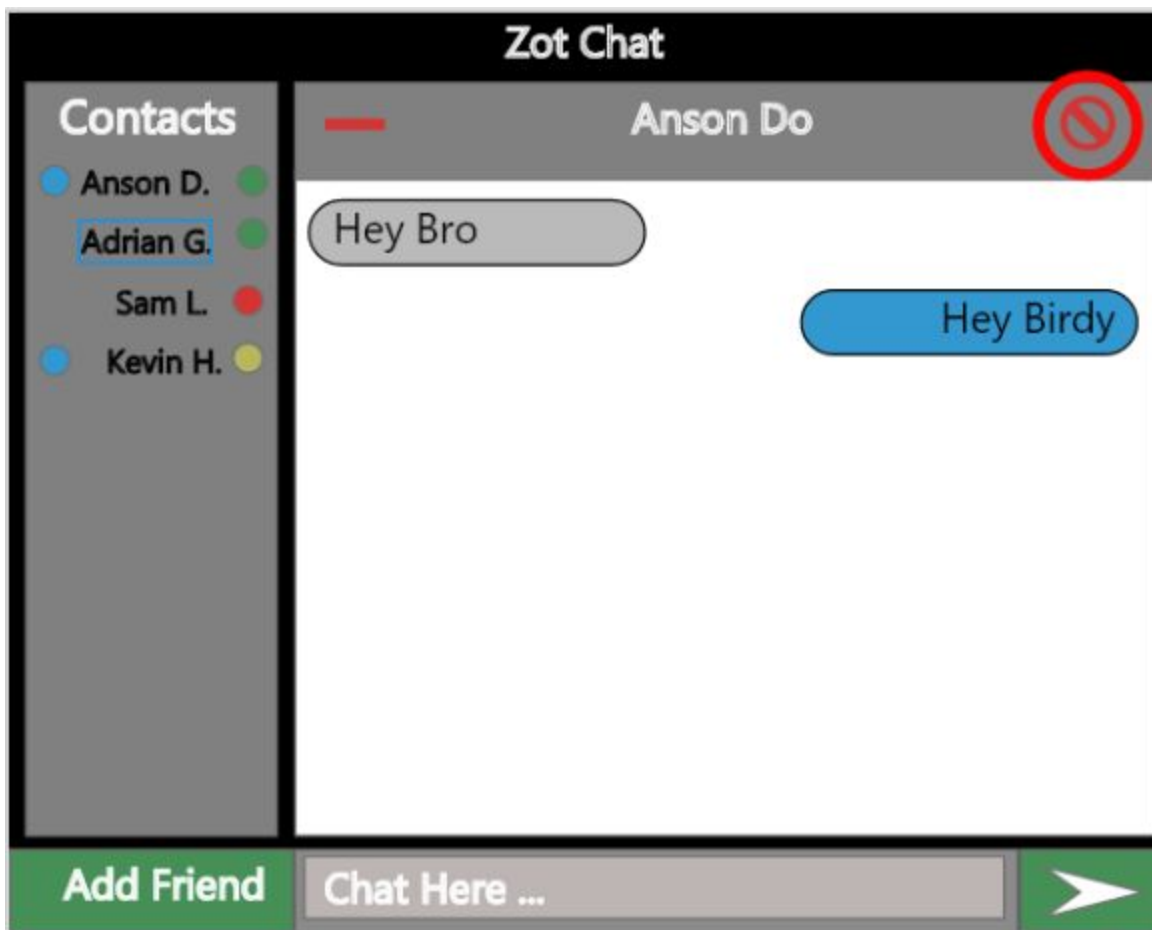 Zot Chat
Contacts
Anson D.
Adrian G.
Sam L.
Kevin H.
Anson Do
Hey Bro
Hey Birdy
Add Friend
Chat Here ...